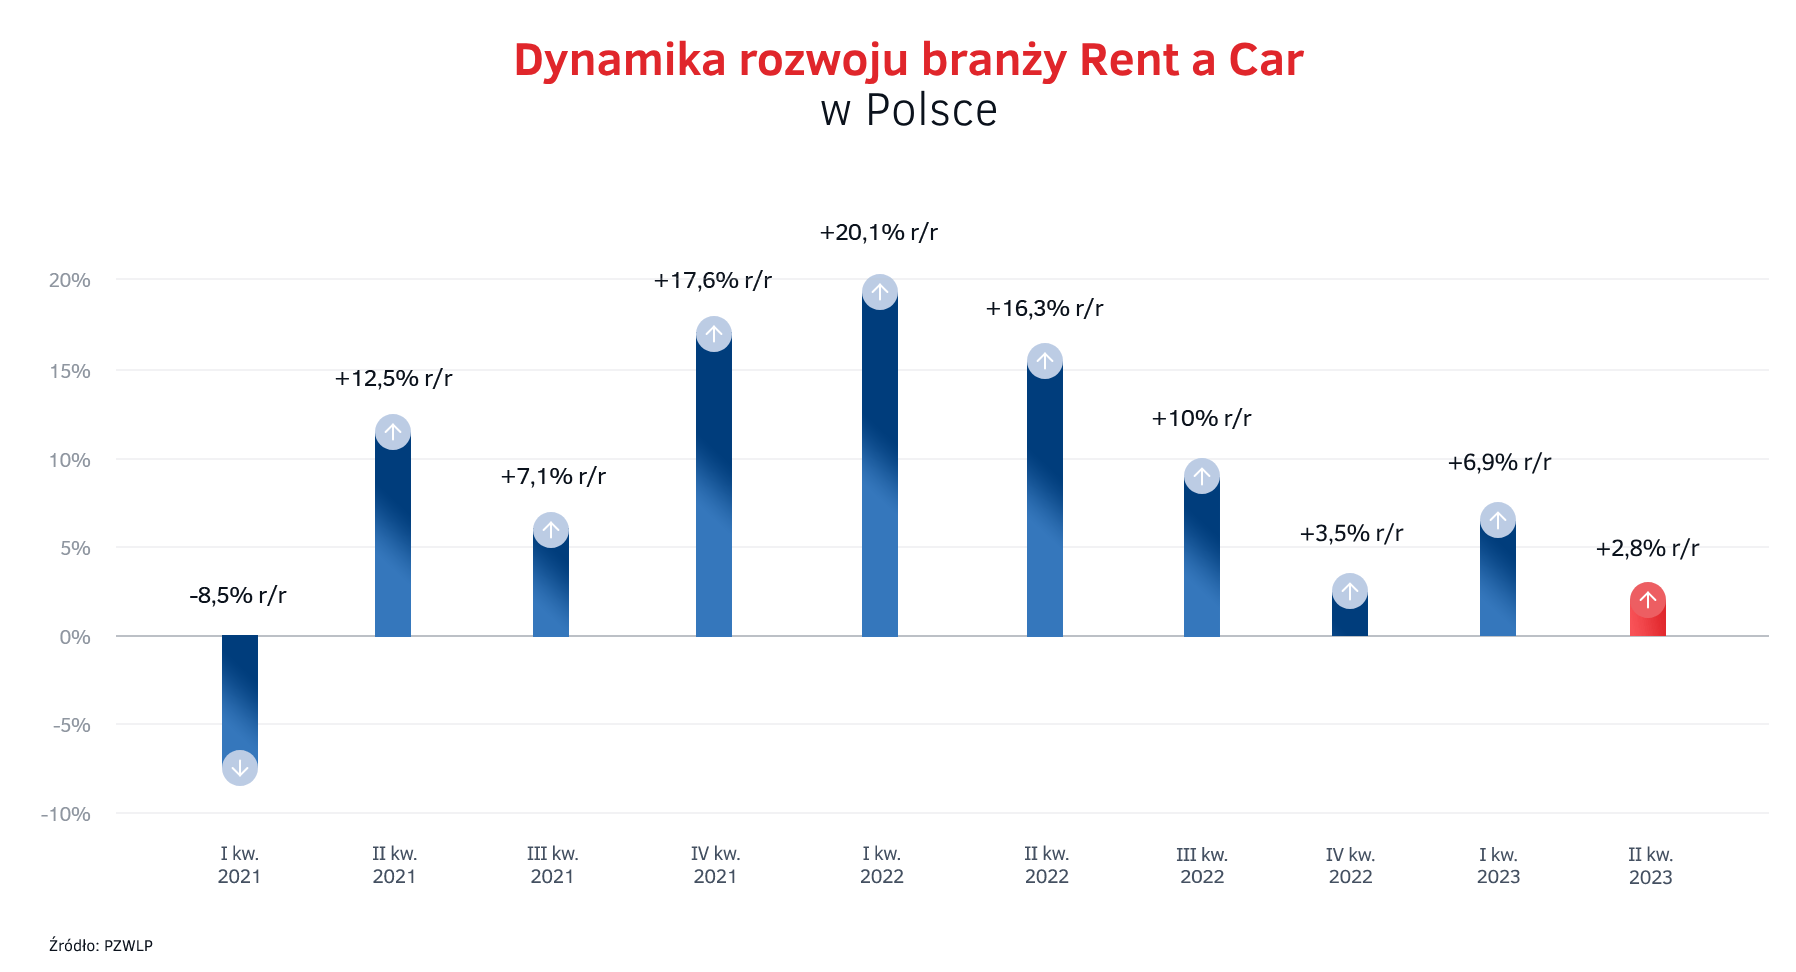 Dynamika rozwoju branży Rent a Car
w Polsce
+20,1% r/r
20%
+17,6% r/r
+16,3% r/r
15%
+12,5% r/r
+10% r/r
10%
+7,1% r/r
+6,9% r/r
5%
+3,5% r/r
+2,8% r/r
-8,5% r/r
0%
-5%
-10%
I kw.
2021
II kw.
2021
III kw.
2021
IV kw.
2021
I kw.
2022
II kw.
2022
III kw.
2022
IV kw.
2022
I kw.
2023
II kw.
2023
Źródło: PZWLP